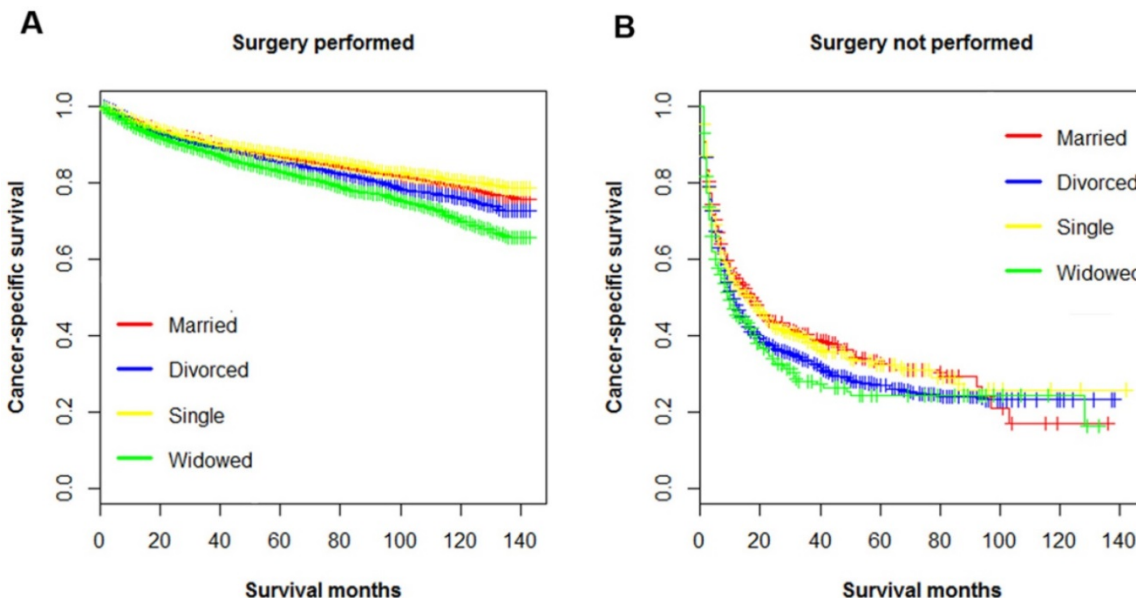 A
Surgery performed
Cancer-specific survival
1.0
0.8
0.6
0.4
0.2
0.0
Married
Divorced
Single
Widowed
0 20 40 60 80 100 120 140
Survival months
B
Surgery not performed
Cancer-specific survival
1.0
0.8
0.6
0.4
0.2
0.0
Married
Divorced
Single
Widowed
0 20 40 60 80 100 120 140
Survival months